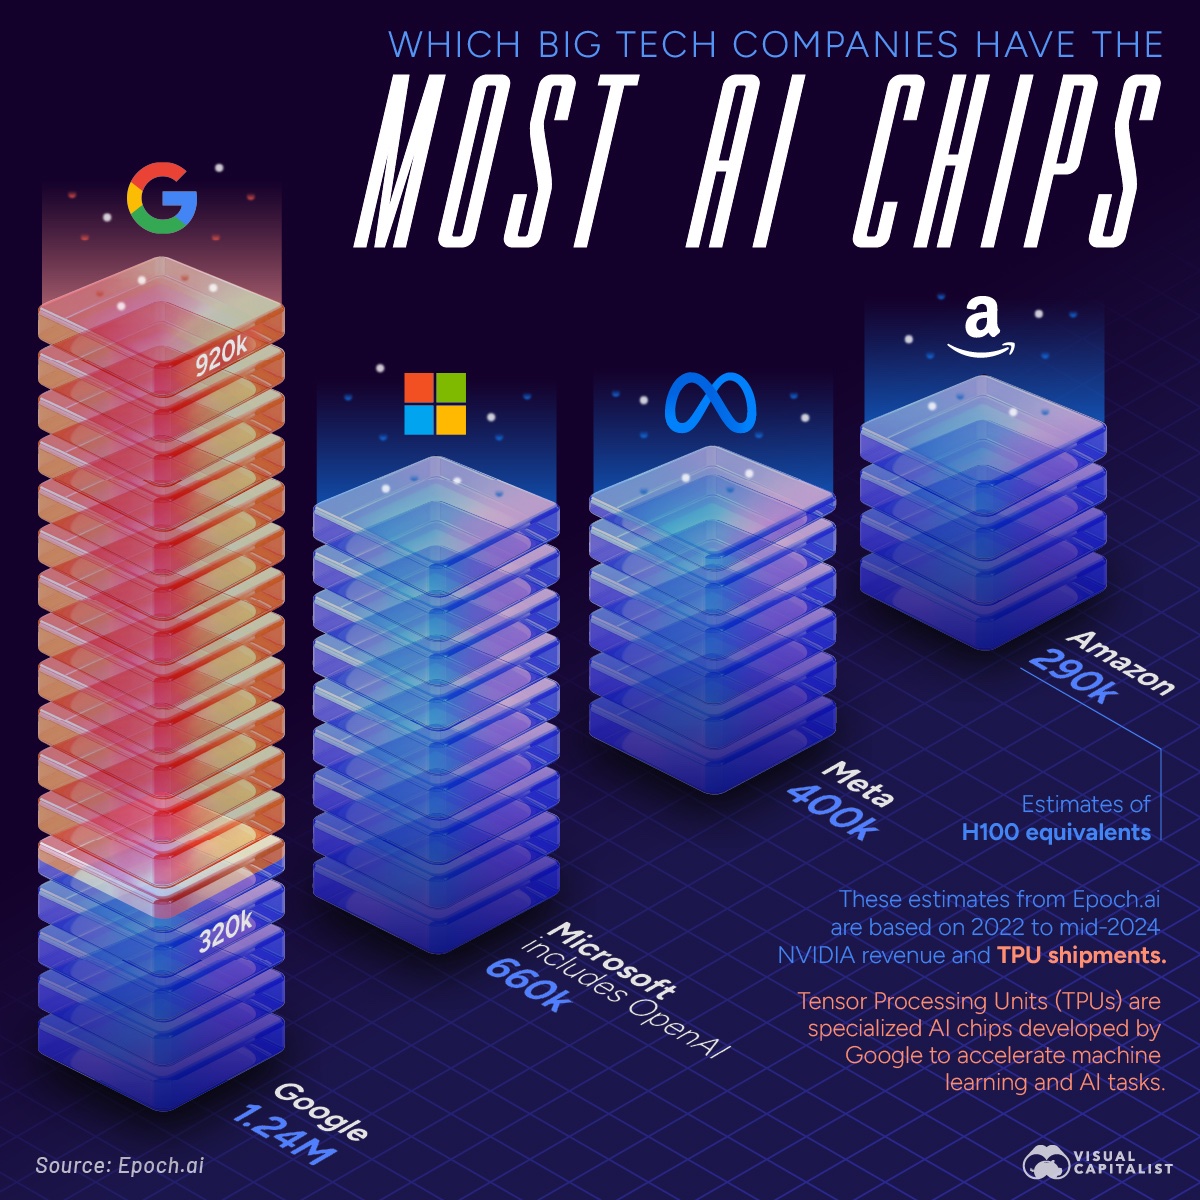 WHICH BIG TECH COMPANIES HAVE THE
MOST AI CHIPS
920k
320k
Google
1.24M
Microsoft
includes OpenAI
660k
Meta
400k
a
Amazon
290k
Estimates of
H100 equivalents
These estimates from Epoch.ai
are based on 2022 to mid-2024
NVIDIA revenue and TPU shipments.
Tensor Processing Units (TPUs) are
specialized AI chips developed by
Google to accelerate machine
learning and AI tasks.
Source: Epoch.ai
VISUAL
CAPITALIST